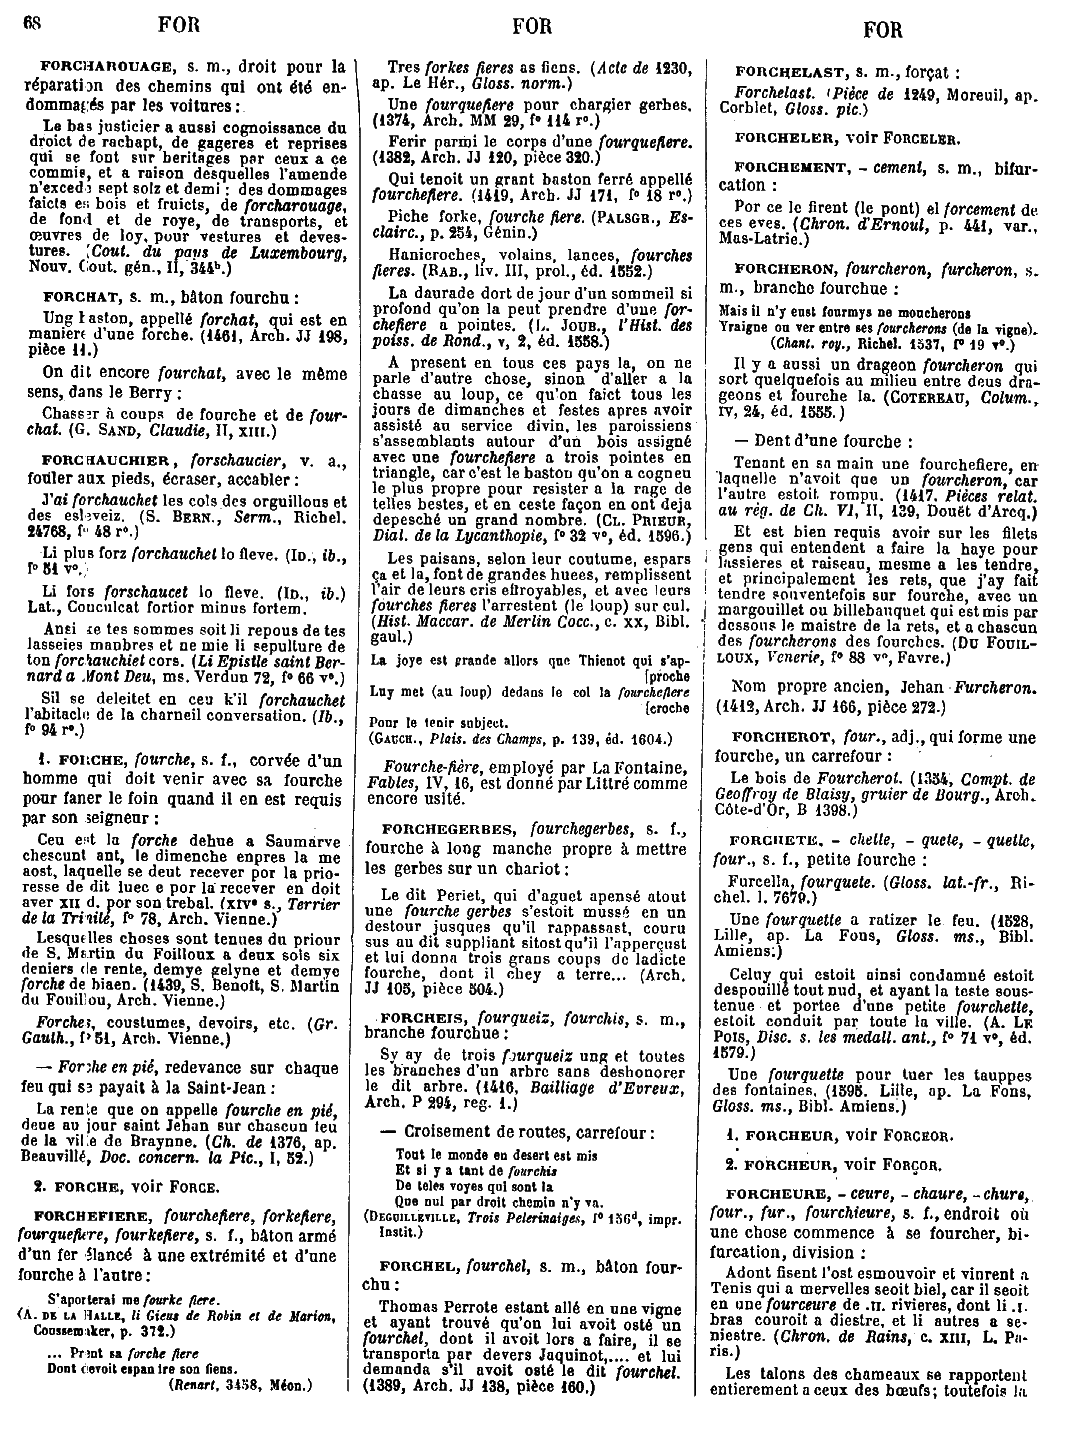 68 FOR FOR FOR
FORCHAROUAGE, s. m., droit pour la
réparation des chemins qui ont été en-
dommagés par les voitures :
Le bas justicier a aussi cognoissance du
droict de rachapt, de gageres et reprises
qui se font sur heritages par ceux a ce
commis, et a raison desquelles l'amende
n'excede sept solz et demi ; des dommages
faicts es bois et fruicts, de forcharouage,
de fond et de roye, de transports, et
œuvres de loy, pour vestures et deves-
tures. (Cout. du pays de Luxembourg,
Nouv. Cout. gén., II, 344b.)
FORCHAT, s. m., bâton fourchu :
Ung baston, appellé forchat, qui est en
maniere d'une forche. (1461, Arch. JJ 198,
pièce 11.)
On dit encore fourchat, avec le même
sens, dans le Berry :
Chasser à coups de fourche et de four-
chat. (G. SAND, Claudie, II, XIII.)
FORCHAUCHIER, forschaucier, v. a.,
fouler aux pieds, écraser, accabler :
J'ai forchauchet les cols des orguillous et
des esleveiz. (S. BERN., Serm., Richel.
24768, f° 48 r°.)
Li plus forz forchauchet lo fleve. (ID., ib.,
f° 51 v°.)
Li fors forschaucet lo fleve. (ID., ib.)
Lat., Conculcat fortior minus fortem.
Ansi ke tes sommes soit li repous de tes
lasseies manbres et ne mie li sepulture de
ton forchauchiet cors. (Li Epistle saint Ber-
nard a Mont Deu, ms. Verdun 72, f° 66 v°.)
Sil se deleitet en ceu k'il forchauchet
l'abitacle de la charneil conversation. (Ib.,
f° 94 r°.)
1. FORCHE, fourche, s. f., corvée d'un
homme qui doit venir avec sa fourche
pour faner le foin quand il en est requis
par son seigneur :
Ceu est la forche dehue a Saumarve
chescunt ant, le dimenche enpres la me
aost, laquelle se deut recever por la prio-
resse de dit luec e por la recever en doit
aver XII d. por son trebal. (XIVe s., Terrier
de la Trinité, f° 78, Arch. Vienne.)
Lesquelles choses sont tenues du priour
de S. Martin du Foilloux a deux sols six
deniers de rente, demye gelyne et demye
forche de biaen. (1439, S. Benoît, S. Martin
du Fouillou, Arch. Vienne.)
Forches, coustumes, devoirs, etc. (Gr.
Gauth., f° 51, Arch. Vienne.)
— Forche en pié, redevance sur chaque
feu qui se payait à la Saint-Jean :
La rente que on appelle fourche en pié,
deue au jour saint Jehan sur chascun feu
de la ville de Braynne. (Ch. de 1376, ap.
Beauvillé, Doc. concern. la Pic., I, 52.)
2. FORCHE, voir FORGE.
FORCHEFIERE, fourchefiere, forkefiere,
fourquefiere, fourkefiere, s. f., bâton armé
d'un fer élancé à une extrémité et d'une
fourche à l'autre :
S'aporterai me fourke fiere.
(A. DE LA HALLE, li Gieus de Robin et de Marion,
Coussemaker, p. 372.)
... Prent sa forche fiere
Dont devoit espandre son fiens.
(Renart, 3458, Méon.)
Tres forkes fieres as fiens. (Acte de 1230,
ap. Le Hér., Gloss. norm.)
Une fourquefiere pour chargier gerbes.
(1374, Arch. MM 29, f° 114 r°.)
Ferir parmi le corps d'une fourquefiere.
(1382, Arch. JJ 120, pièce 320.)
Qui tenoit un grant baston ferré appellé
fourchefiere. (1419, Arch. JJ 171, f° 18 r°.)
Piche forke, fourche fiere. (PALSGR., Es-
clairc., p. 254, Génin.)
Hanicroches, volains, lances, fourches
fieres. (RAB., liv. III, prol., éd. 1552.)
La daurade dort de jour d'un sommeil si
profond qu'on la peut prendre d'une for-
chefiere a pointes. (L. JOUB., l'Hist. des
poiss. de Rond., V, 2, éd. 1558.)
A present en tous ces pays la, on ne
parle d'autre chose, sinon d'aller a la
chasse au loup, ce qu'on faict tous les
jours de dimanches et festes apres avoir
assisté au service divin, les paroissiens
s'assemblants autour d'un bois assigné
avec une fourchefiere a trois pointes en
triangle, car c'est le baston qu'on a cogneu
le plus propre pour resister a la rage de
telles bestes, et en ceste façon en ont deja
depesché un grand nombre. (CL. PRIEUR,
Dial. de la Lycanthopie, f° 32 v°, éd. 1596.)
Les paisans, selon leur coutume, espars
ça et la, font de grandes huees, remplissent
l'air de leurs cris effroyables, et avec leurs
fourches fieres l'arrestent (le loup) sur cul.
(Hist. Maccar. de Merlin Cocc., c. XX, Bibl.
gaul.)
La joye est grande allors que Thienot qui s'ap-
[proche
Luy met (au loup) dedans le col la fourchefiere
[croche
Pour le tenir subject.
(GAUCH., Plais. des Champs, p. 139, éd. 1604.)
Fourche-fière, employé par La Fontaine,
Fables, IV, 16, est donné par Littré comme
encore usité.
FORCHEGERBES, fourchegerbes, s. f.,
fourche à long manche propre à mettre
les gerbes sur un chariot :
Le dit Periet, qui d'aguet apensé atout
une fourche gerbes s'estoit mussé en un
destour jusques qu'il rappassast, couru
sus au dit suppliant sitost qu'il l'apperçust
et lui donna trois grans coups de ladicte
fourche, dont il chey a terre... (Arch.
JJ 105, pièce 504.)
FORCHEIS, fourqueiz, fourchis, s. m.,
branche fourchue :
Sy ay de trois fourqueiz ung et toutes
les branches d'un arbre sans deshonorer
le dit arbre. (1416, Bailliage d'Evreux,
Arch. P 294, reg. 1.)
— Croisement de routes, carrefour :
Tout le monde en desert est mis
Et si y a tant de fourchis
De teles voyes qui sont la
Que nul par droit chemin n'y va.
(DEGUILLEVILLE, Trois Pelerinaiges, f° 136d, impr.
Instit.)
FORCHEL, fourchel, s. m., bâton four-
chu :
Thomas Perrote estant allé en une vigne
et ayant trouvé qu'on lui avoit osté un
fourchel, dont il avoit lors a faire, il se
transporta par devers Jaquinot,.... et lui
demanda s'il avoit osté le dit fourchel.
(1389, Arch. JJ 138, pièce 160.)
FORCHELAST, s. m., forçat :
Forchelast. (Pièce de 1249, Moreuil, ap.
Corblet, Gloss. pic.)
FORCHELER, voir FORCELER.
FORCHEMENT, - cement, s. m., bifur-
cation :
Por ce le firent (le pont) el forcement de
ces eves. (Chron. d'Ernoul, p. 441, var.,
Mas-Latrie.)
FORCHERON, fourcheron, furcheron, s.
m., branche fourchue :
Mais il n'y eust fourmys ne moucherons
Yraigne ou ver entre ses fourcherons (de la vigne).
(Chant. roy., Richel. 1537, f° 19 v°.)
Il y a aussi un drageon fourcheron qui
sort quelquefois au milieu entre deus dra-
geons et fourche la. (COTEREAU, Colum.,
IV, 24, éd. 1555.)
— Dent d'une fourche :
Tenant en sa main une fourchefiere, en
laquelle n'avoit que un fourcheron, car
l'autre estoit rompu. (1417. Pièces relat.
au règ. de Ch. VI, II, 139, Douët d'Arcq.)
Et est bien requis avoir sur les filets
gens qui entendent a faire la haye pour
lassieres et raiseau, mesme a les tendre,
et principalement les rets, que j'ay fait
tendre souventefois sur fourche, avec un
margouillet ou billebauquet qui est mis par
dessous le maistre de la rets, et a chascun
des fourcherons des fourches. (DU FOUIL-
LOUX, Venerie, f° 88 v°, Favre.)
Nom propre ancien, Jehan Furcheron.
(1412, Arch. JJ 166, pièce 272.)
FORCHEROT, four., adj., qui forme une
fourche, un carrefour :
Le bois de Fourcherot. (1354, Compt. de
Geoffroy de Blaisy, gruier de Bourg., Arch.
Côte-d'Or, B 1398.)
FORCHETE, - chette, - quete, - quette,
four., s. f., petite fourche :
Furcella, fourquete. (Gloss. lat.-fr., Ri-
chel. l. 7679.)
Une fourquette a ratizer le feu. (1528,
Lille, ap. La Fons, Gloss. ms., Bibl.
Amiens.)
Celuy qui estoit ainsi condamné estoit
despouillé tout nud, et ayant la teste sous-
tenue et portee d'une petite fourchette,
estoit conduit par toute la ville. (A. LE
POIS, Disc. s. les medall. ant., f° 71 v°, éd.
1579.)
Une fourquette pour tuer les tauppes
des fontaines. (1595. Lille, ap. La Fons,
Gloss. ms., Bibl. Amiens.)
1. FORCHEUR, voir FORCEOR.
2. FORCHEUR, voir FORÇOR.
FORCHEURE, - ceure, - chaure, - chure,
four., fur., fourchieure, s. f., endroit où
une chose commence à se fourcher, bi-
furcation, division :
Adont fisent l'ost esmouvoir et vinrent a
Tenis qui a merveilles seoit biel, car il seoit
en une fourceure de .II. rivieres, dont li .I.
bras couroit a diestre, et li autres a se-
niestre. (Chron. de Rains, c. XIII, L. Pa-
ris.)
Les talons des chameaux se rapportent
entierement a ceux des bœufs ; toutefois la